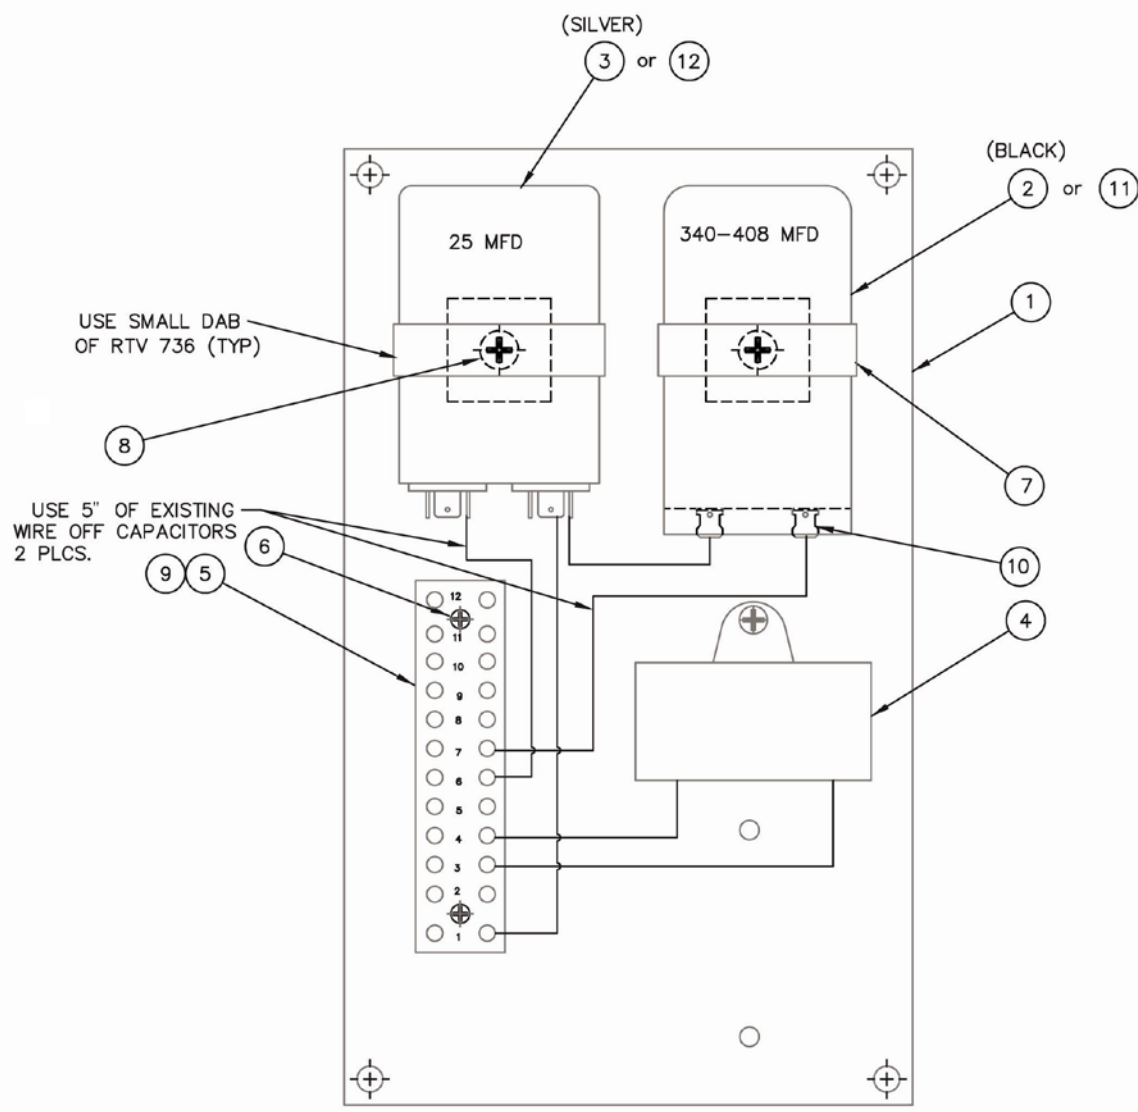 (SILVER)
3 or 12
(BLACK)
2 or 11
25 MFD
340-408 MFD
1
USE SMALL DAB
OF RTV 736 (TYP)
8
7
USE 5" OF EXISTING
WIRE OFF CAPACITORS
2 PLCS.
6
9 5
10
4
12
11
10
9
8
7
6
5
4
3
2
1